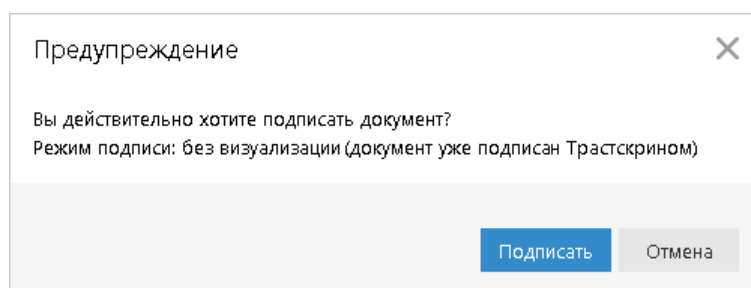 Предупреждение
Вы действительно хотите подписать документ?
Режим подписи: без визуализации (документ уже подписан Трастскрином)
Подписать
Отмена